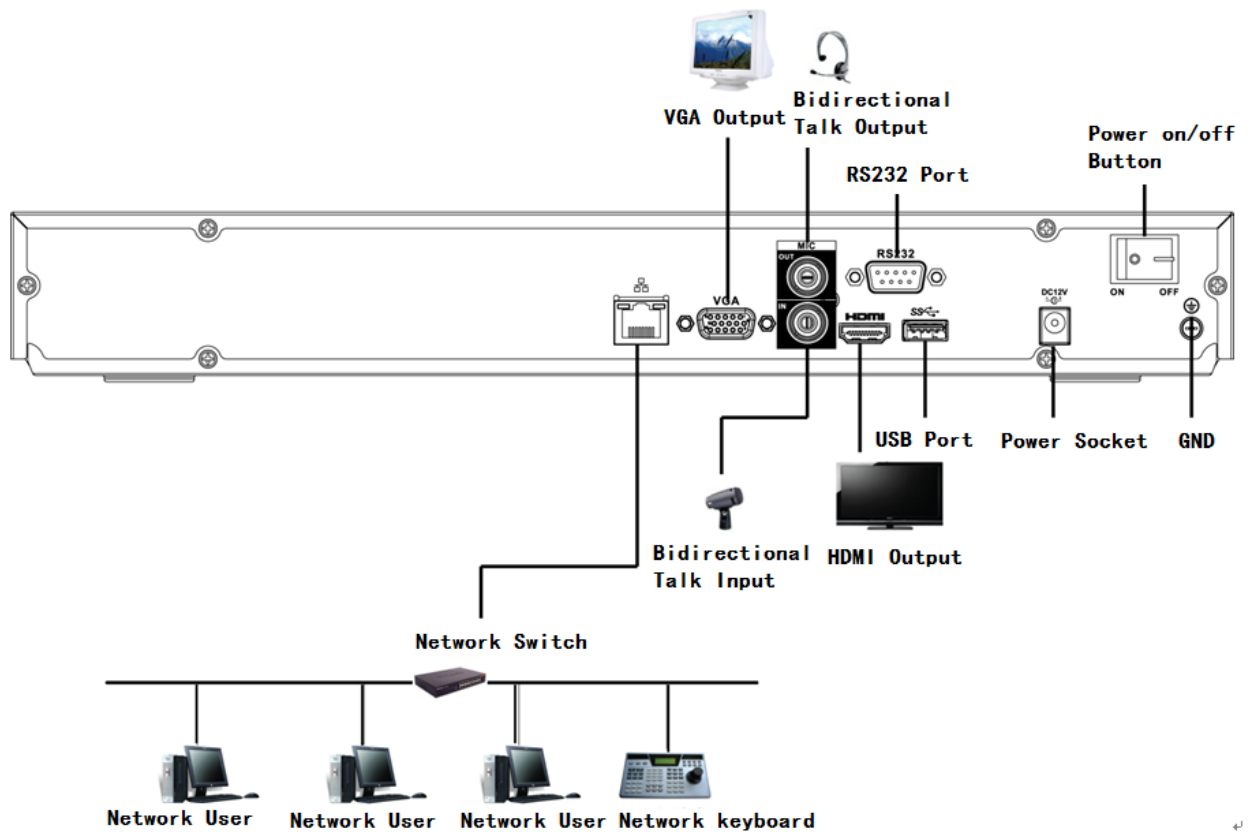 VGA Output
Bidirectional
Talk Output
Power on/off
Button
RS232 Port
MIC
OUT
RS232
IN
VGA
HDMI
SS
DC12V
ON OFF
USB Port
Power Socket
GND
Bidirectional
Talk Input
HDMI Output
Network Switch
Network User
Network User
Network User
Network keyboard